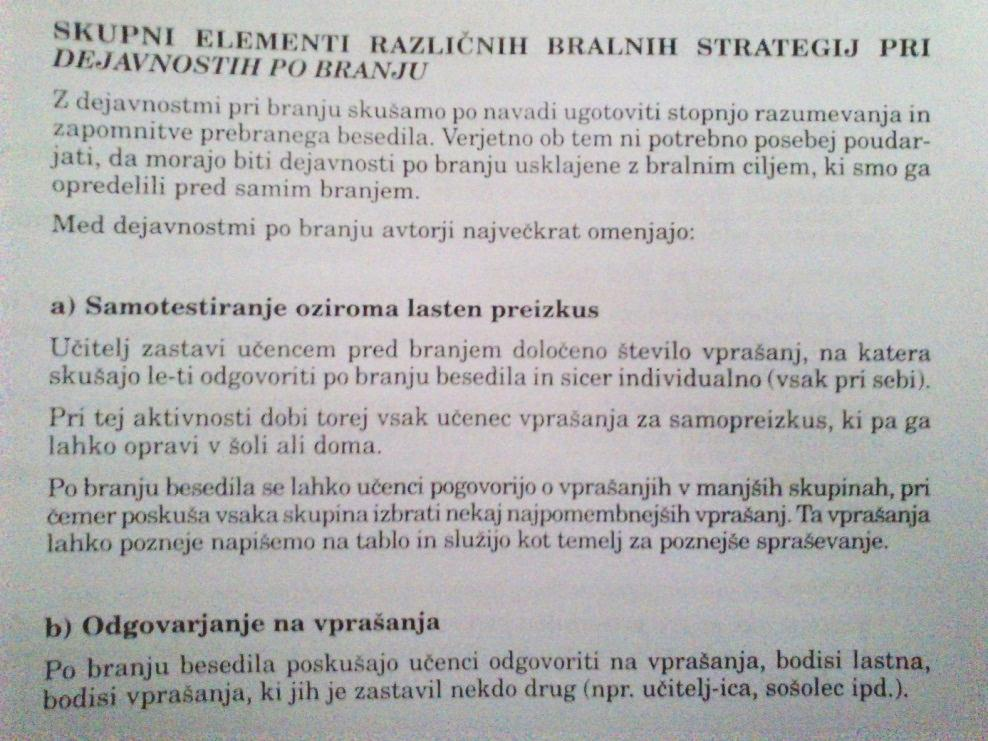 SKUPNI ELEMENTI RAZLIČNIH BRALNIH STRATEGIJ PRI
DEJAVNOSTIH PO BRANJU
Z dejavnostmi pri branju skušamo po navadi ugotoviti stopnjo razumevanja in
zapomnitve prebranega besedila. Verjetno ob tem ni potrebno posebej poudar-
jati, da morajo biti dejavnosti po branju usklajene z bralnim ciljem, ki smo ga
opredelili pred samim branjem.
Med dejavnostmi po branju avtorji največkrat omenjajo:
a) Samotestiranje oziroma lasten preizkus
Učitelj zastavi učencem pred branjem določeno število vprašanj, na katera
skušajo le-ti odgovoriti po branju besedila in sicer individualno (vsak pri sebi).
Pri tej aktivnosti dobi torej vsak učenec vprašanja za samopreizkus, ki pa ga
lahko opravi v šoli ali doma.
Po branju besedila se lahko učenci pogovorijo o vprašanjih v manjših skupinah, pri
čemer poskuša vsaka skupina izbrati nekaj najpomembnejših vprašanj. Ta vprašanja
lahko pozneje napišemo na tablo in služijo kot temelj za poznejše spraševanje.
b) Odgovarjanje na vprašanja
Po branju besedila poskušajo učenci odgovoriti na vprašanja, bodisi lastna,
bodisi vprašanja, ki jih je zastavil nekdo drug (npr. učitelj-ica, sošolec ipd.).